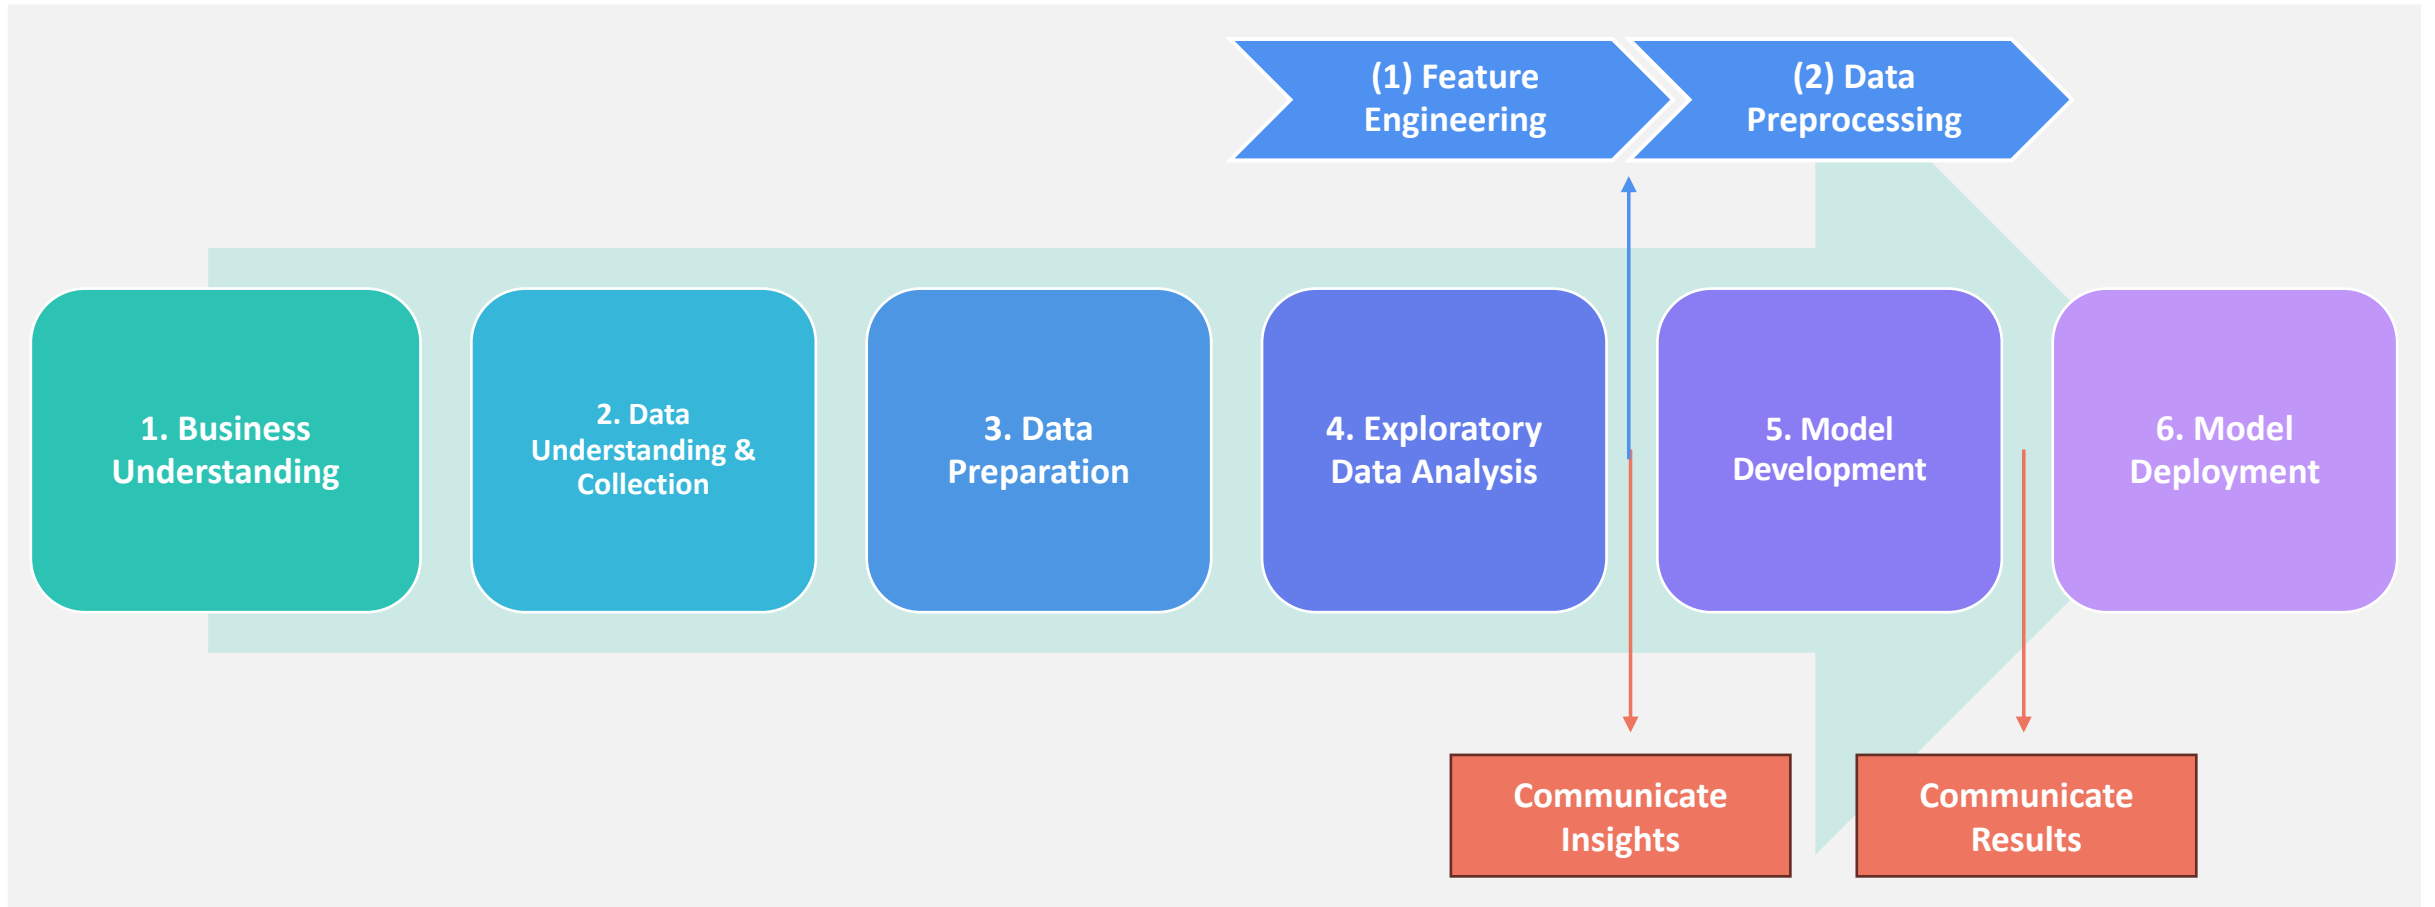 (1) Feature
Engineering
(2) Data
Preprocessing
1. Business
Understanding
2. Data
Understanding &
Collection
3. Data
Preparation
4. Exploratory
Data Analysis
5. Model
Development
6. Model
Deployment
Communicate
Insights
Communicate
Results